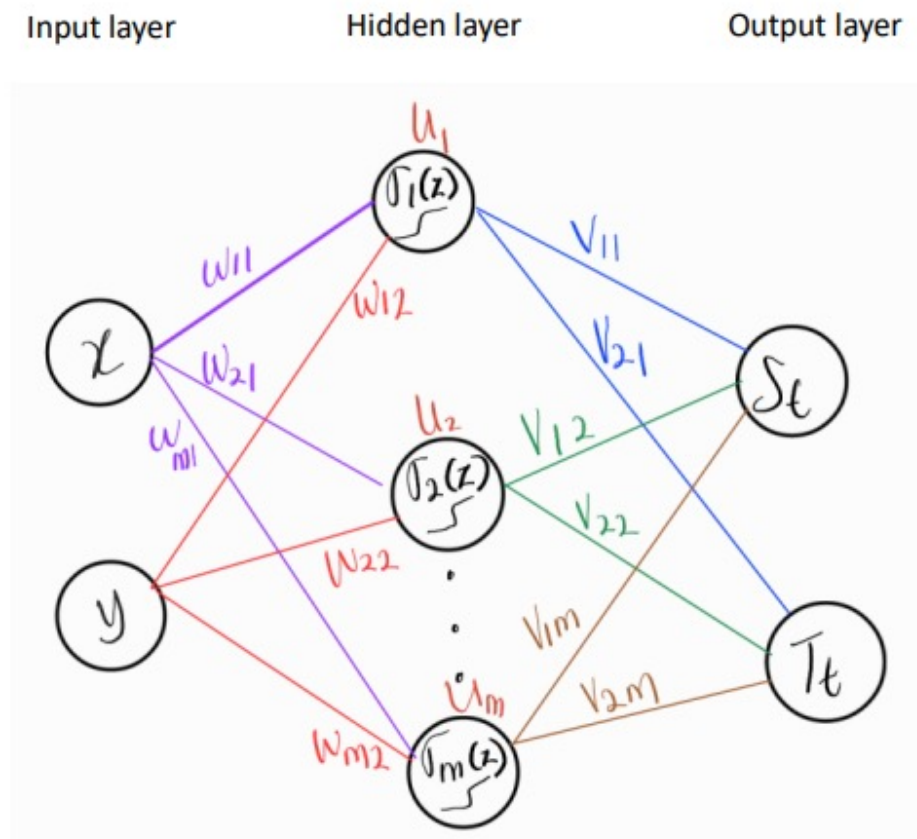 Input layer Hidden layer Output layer
u1
σ1(z)
w11
V11
w12
x
w21
V21
St
wm1
u2
V12
σ2(z)
V22
w22
y
V1m
Tt
um
V2m
wm2
σm(z)